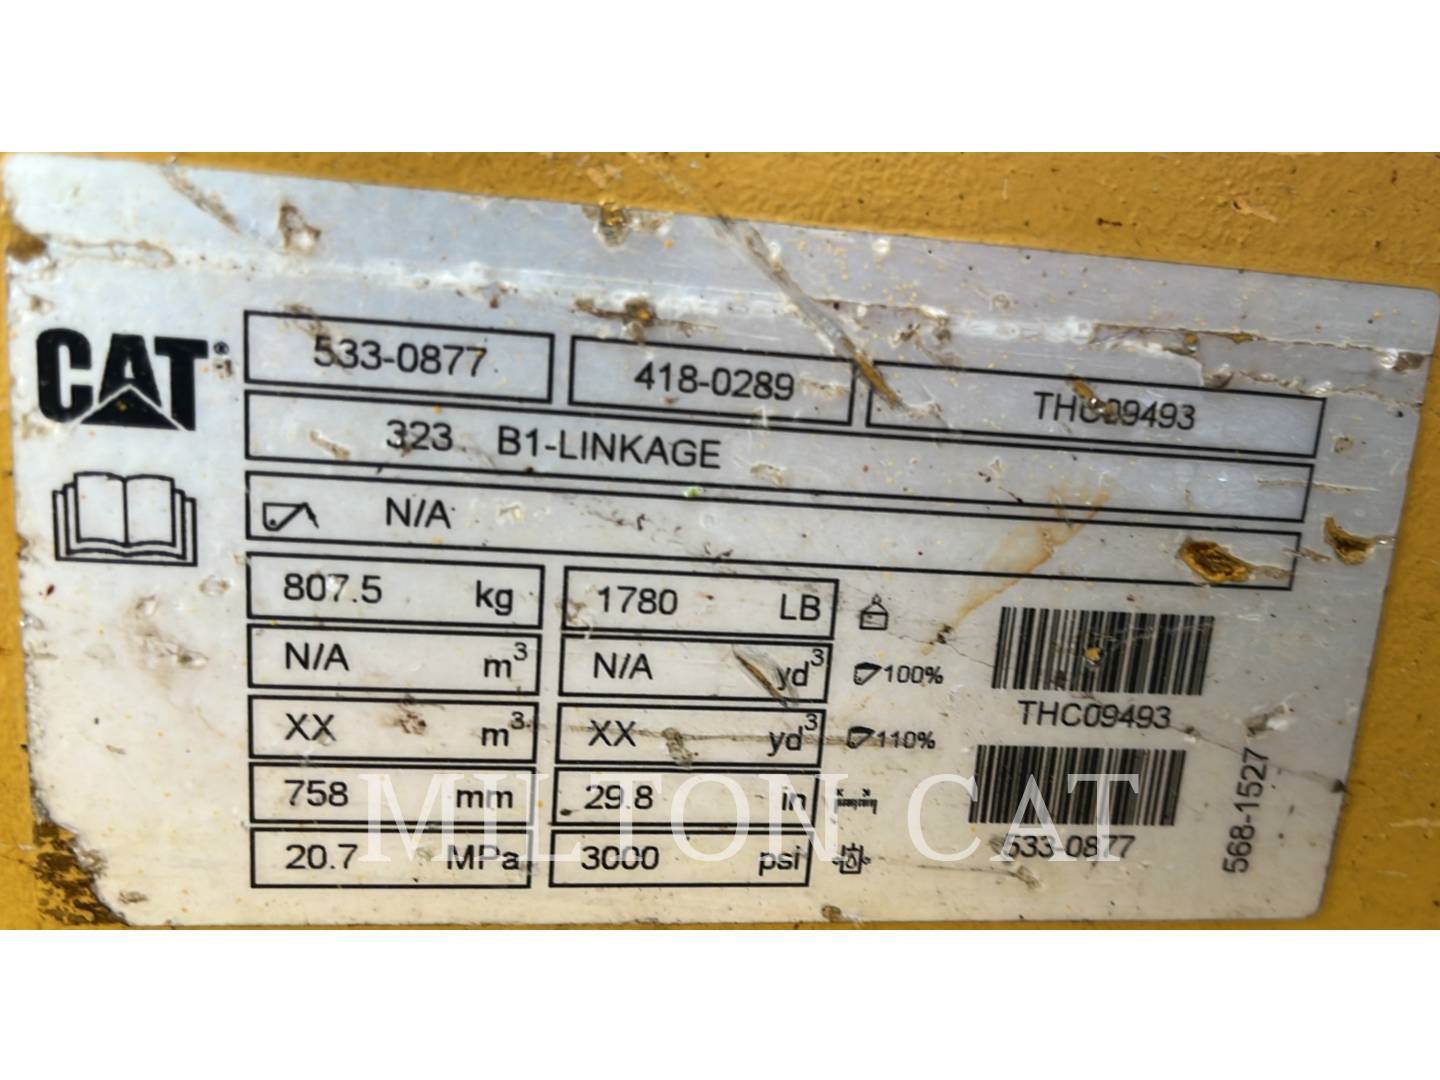 CAT®
533-0877 418-0289 THC09493
323 B1-LINKAGE
N/A
807.5 kg 1780 LB
N/A m³ N/A yd³ 100%
XX m³ XX yd³ 110%
758 mm 29.8 in
20.7 MPa 3000 psi
THC09493
533-0877
568-1527
MILTON CAT